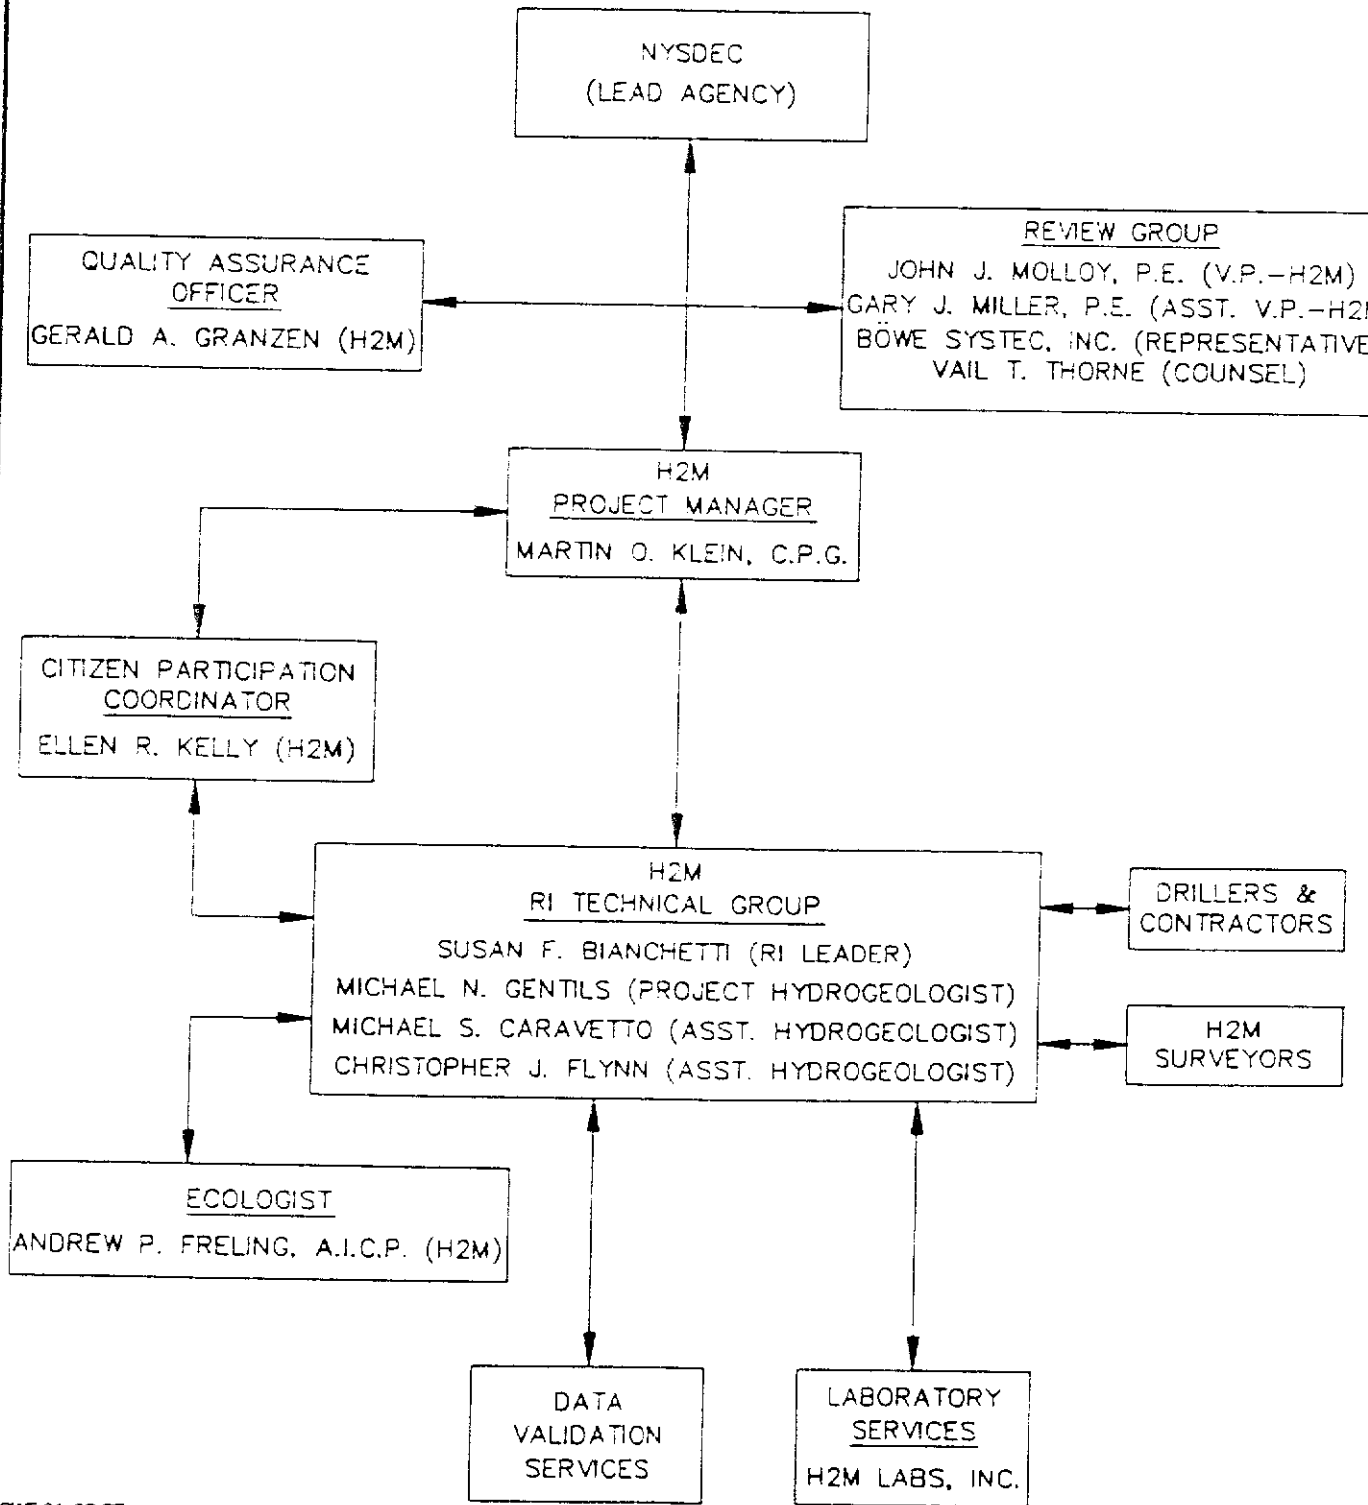 NYSDEC
(LEAD AGENCY)
QUALITY ASSURANCE
OFFICER
GERALD A. GRANZEN (H2M)
REVIEW GROUP
JOHN J. MOLLOY, P.E. (V.P.-H2M)
GARY J. MILLER, P.E. (ASST. V.P.-H2M
BÖWE SYSTEC, INC. (REPRESENTATIVE
VAIL T. THORNE (COUNSEL)
H2M
PROJECT MANAGER
MARTIN O. KLEIN, C.P.G.
CITIZEN PARTICIPATION
COORDINATOR
ELLEN R. KELLY (H2M)
H2M
RI TECHNICAL GROUP
SUSAN F. BIANCHETTI (RI LEADER)
MICHAEL N. GENTILS (PROJECT HYDROGEOLOGIST)
MICHAEL S. CARAVETTO (ASST. HYDROGEOLOGIST)
CHRISTOPHER J. FLYNN (ASST. HYDROGEOLOGIST)
DRILLERS &
CONTRACTORS
H2M
SURVEYORS
ECOLOGIST
ANDREW P. FRELING, A.I.C.P. (H2M)
DATA
VALIDATION
SERVICES
LABORATORY
SERVICES
H2M LABS, INC.